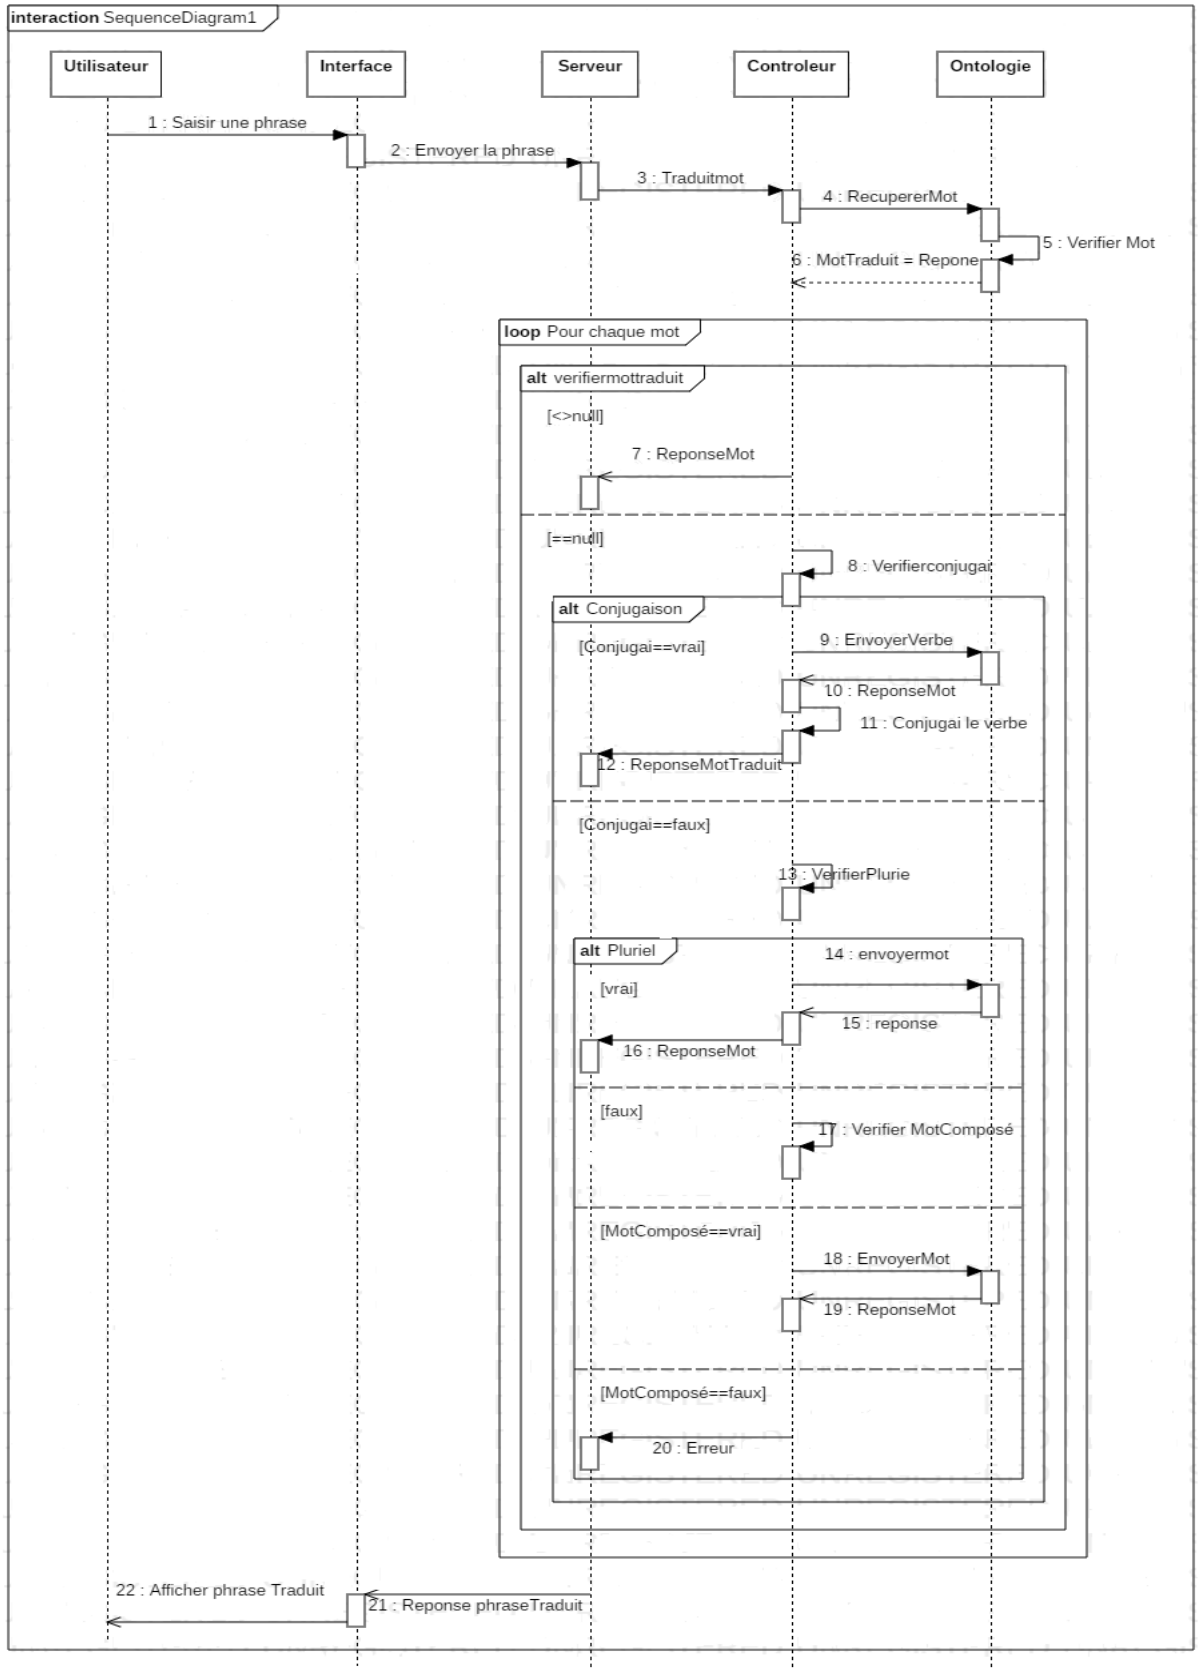 interaction SequenceDiagram1
Utilisateur
Interface
Serveur
Controleur
Ontologie
1 : Saisir une phrase
2 : Envoyer la phrase
3 : Traduitmot
4 : RecupererMot
5 : Verifier Mot
6 : MotTraduit = Repone
loop Pour chaque mot
alt verifiermottraduit
[<>null]
7 : ReponseMot
[==null]
8 : Verifierconjugai
alt Conjugaison
[Conjugai==vrai]
9 : EnvoyerVerbe
10 : ReponseMot
11 : Conjugai le verbe
12 : ReponseMotTraduit
[Conjugai==faux]
13 : VerifierPlurie
alt Pluriel
14 : envoyermot
[vrai]
15 : reponse
16 : ReponseMot
[faux]
17 : Verifier MotComposé
[MotComposé==vrai]
18 : EnvoyerMot
19 : ReponseMot
[MotComposé==faux]
20 : Erreur
22 : Afficher phrase Traduit
21 : Reponse phraseTraduit